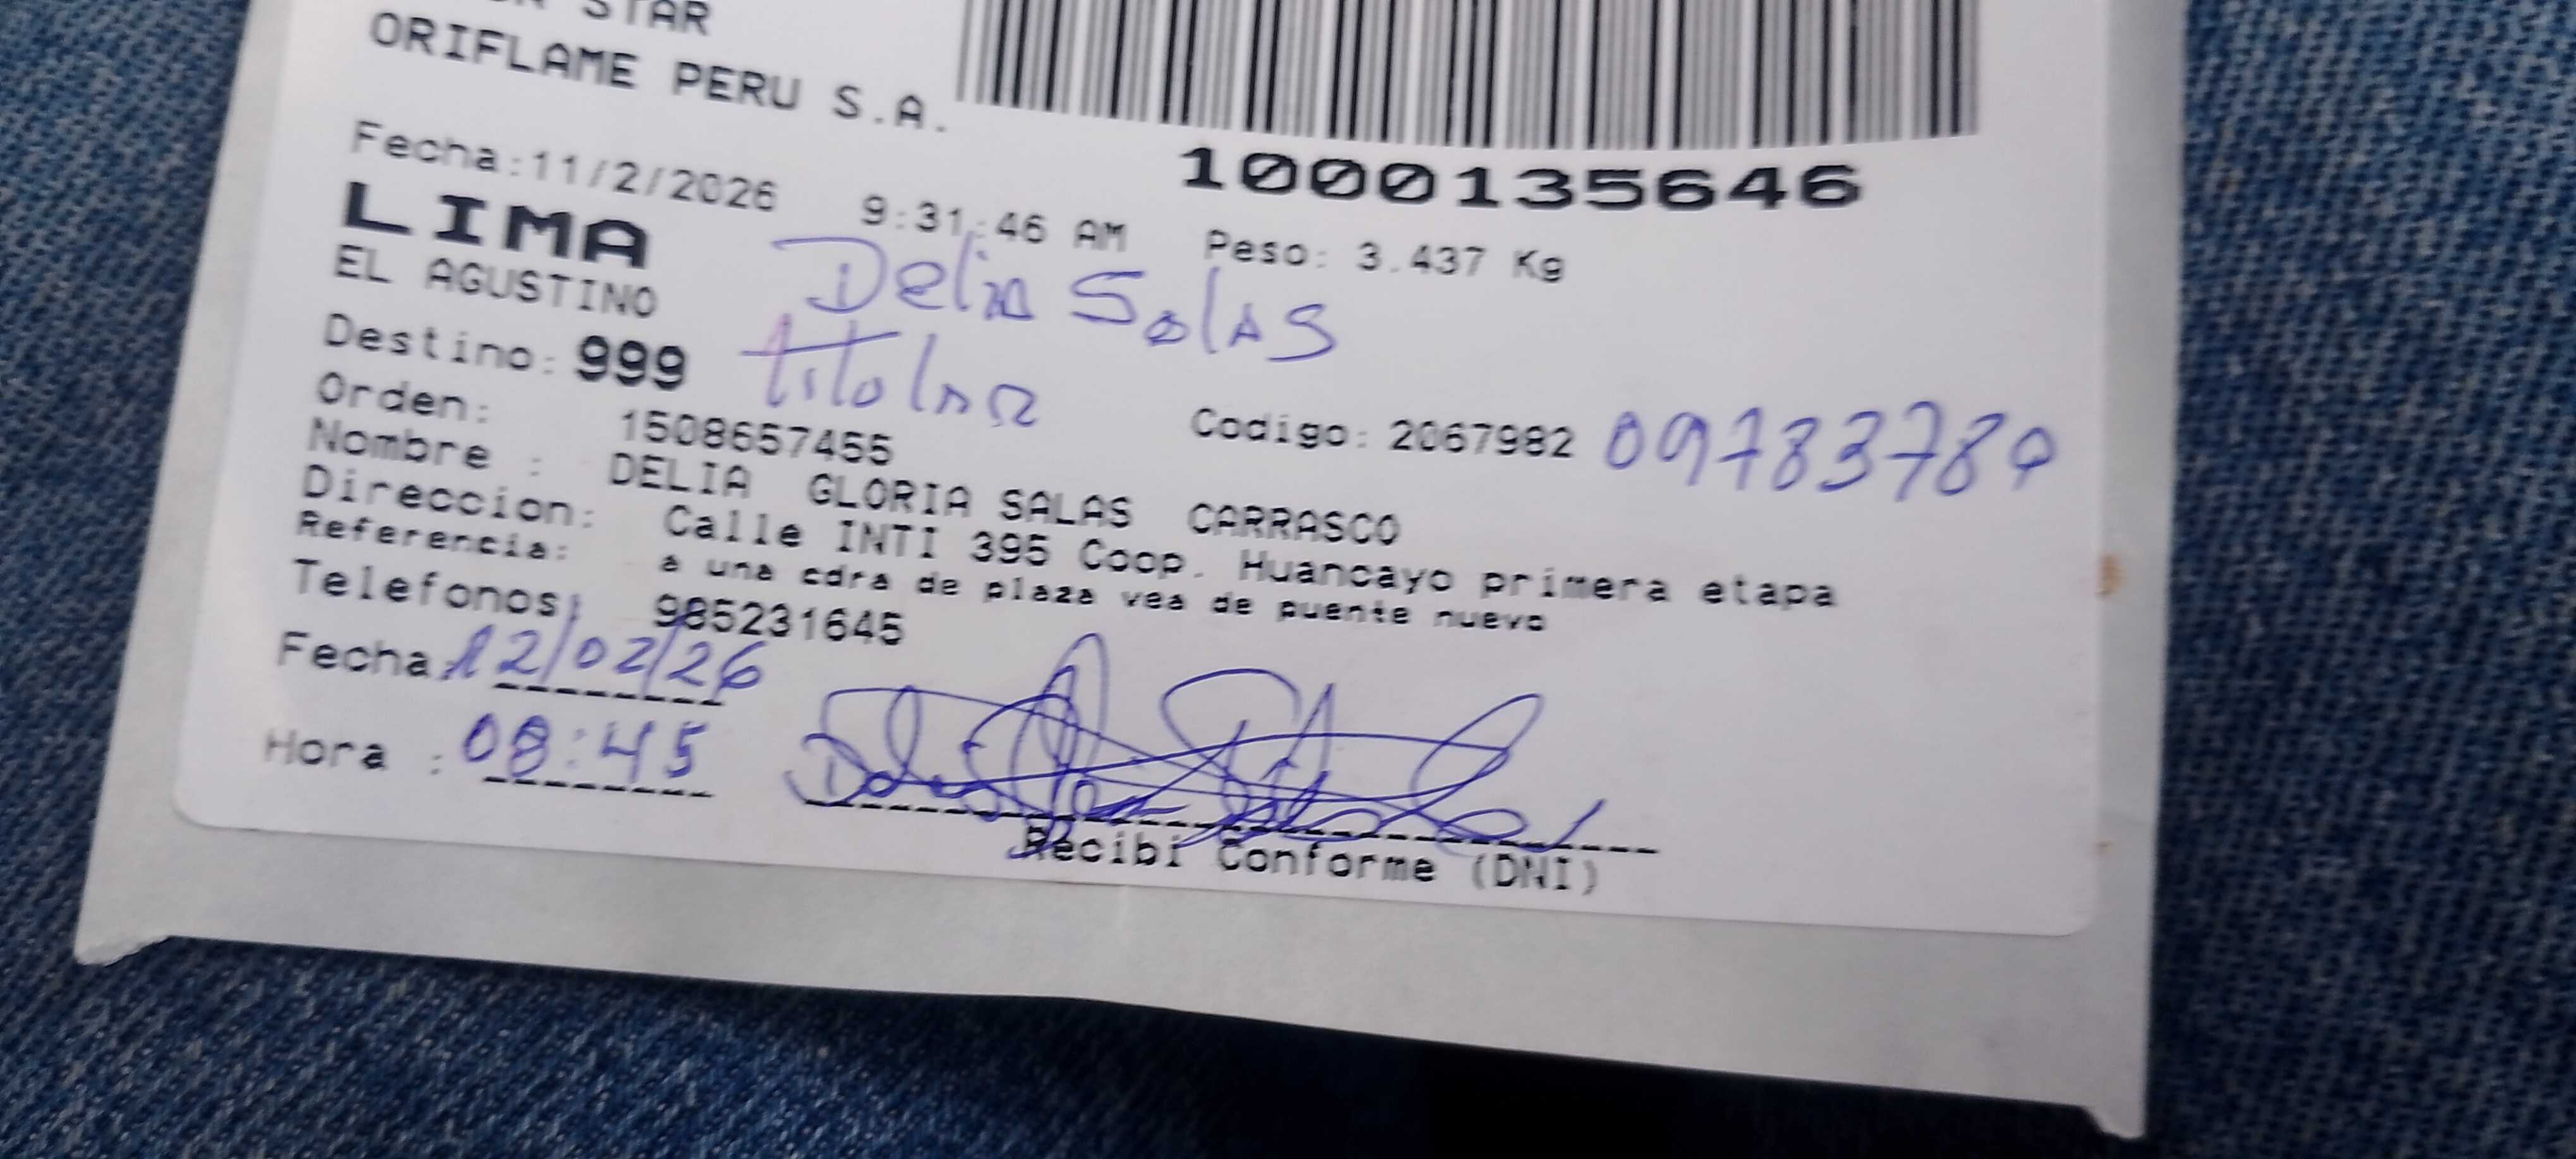 STAR
ORIFLAME PERU S.A.
1000135646
Fecha:11/2/2026 9:31:46 AM Peso: 3.437 Kg
LIMA
EL AGUSTINO
Delia Salas
Destino: 999 titolar
Orden: 1508657455 Codigo: 2067982
Nombre : DELIA GLORIA SALAS CARRASCO
Direccion: Calle INTI 395 Coop. Huancayo primera etapa
Referencia: a una cdra de plaza vea de puente nuevo
Telefonos: 985231645
Fecha 12/02/26
Hora : 08:45
Recibi Conforme (DNI)